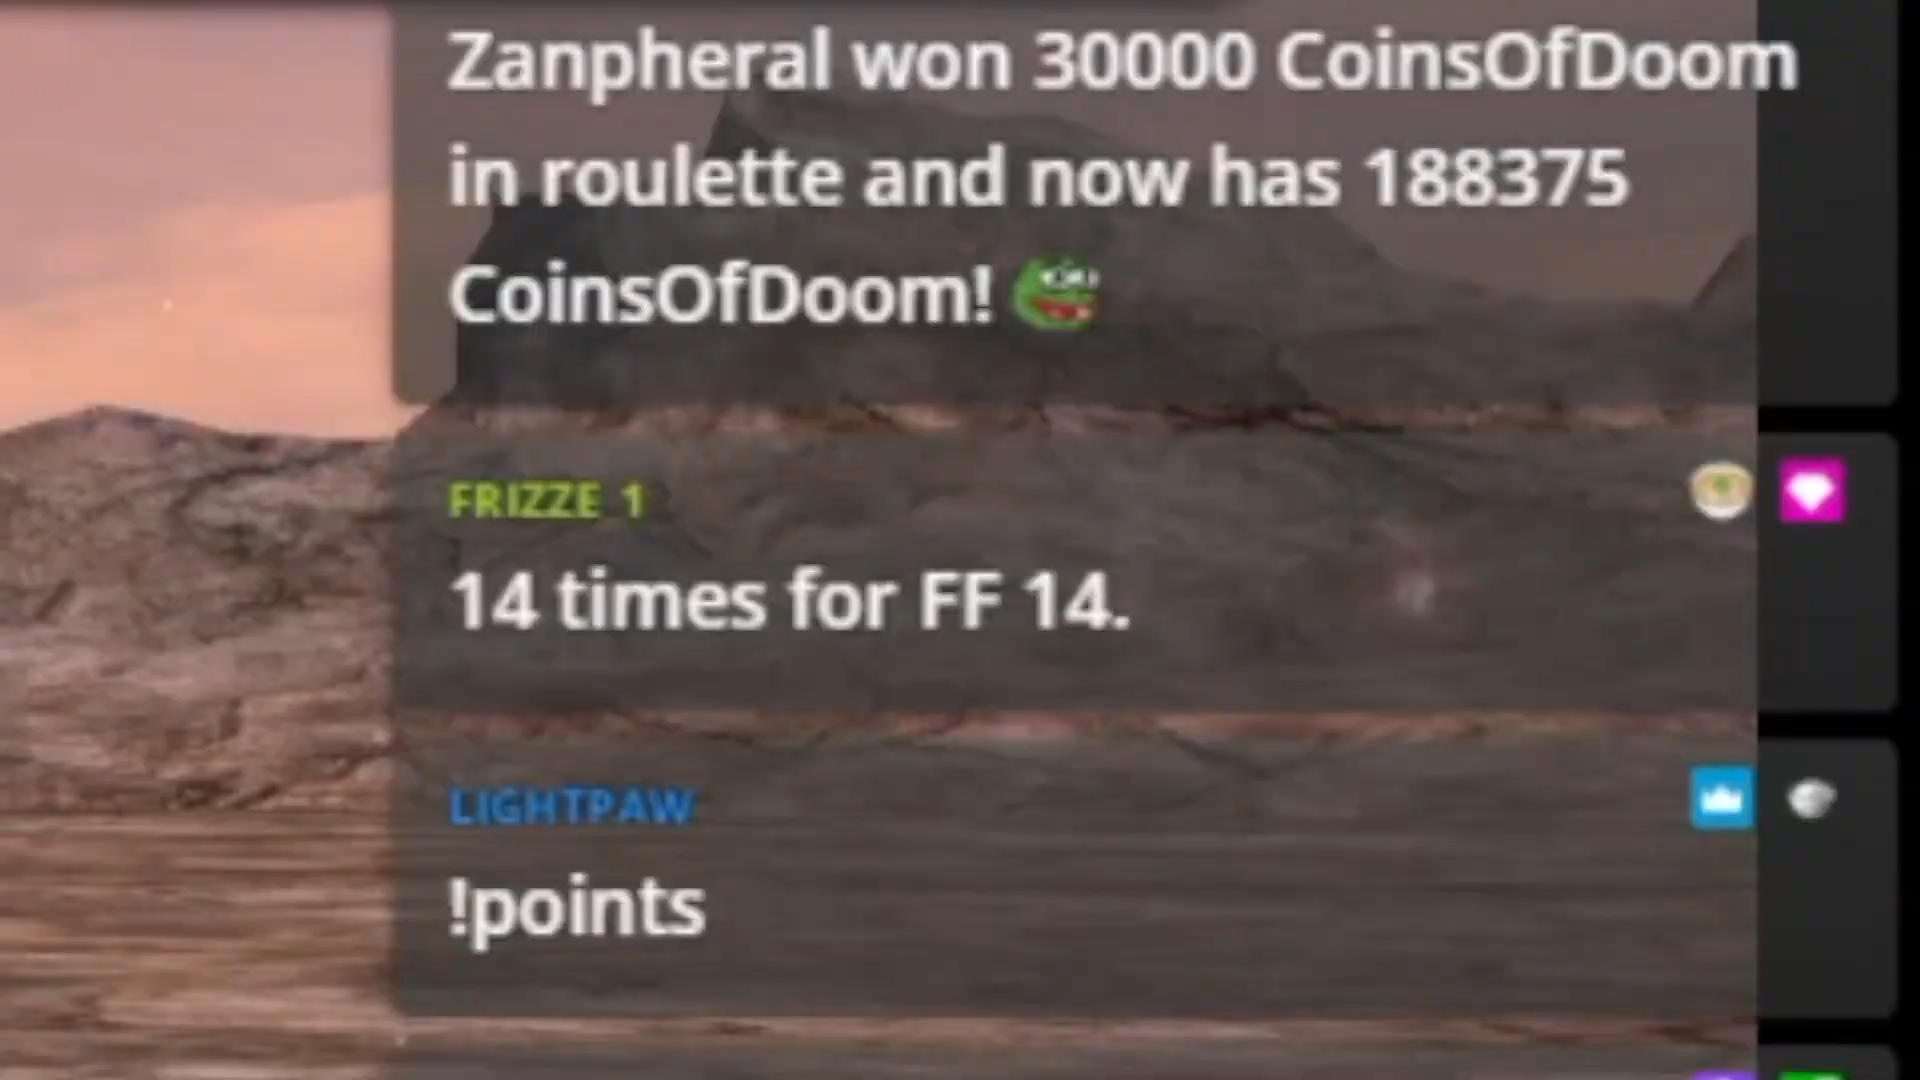 Zanpheral won 30000 CoinsOfDoom
in roulette and now has 188375
CoinsOfDoom!
FRIZZE_1
14 times for FF 14.
LIGHTPAW
!points